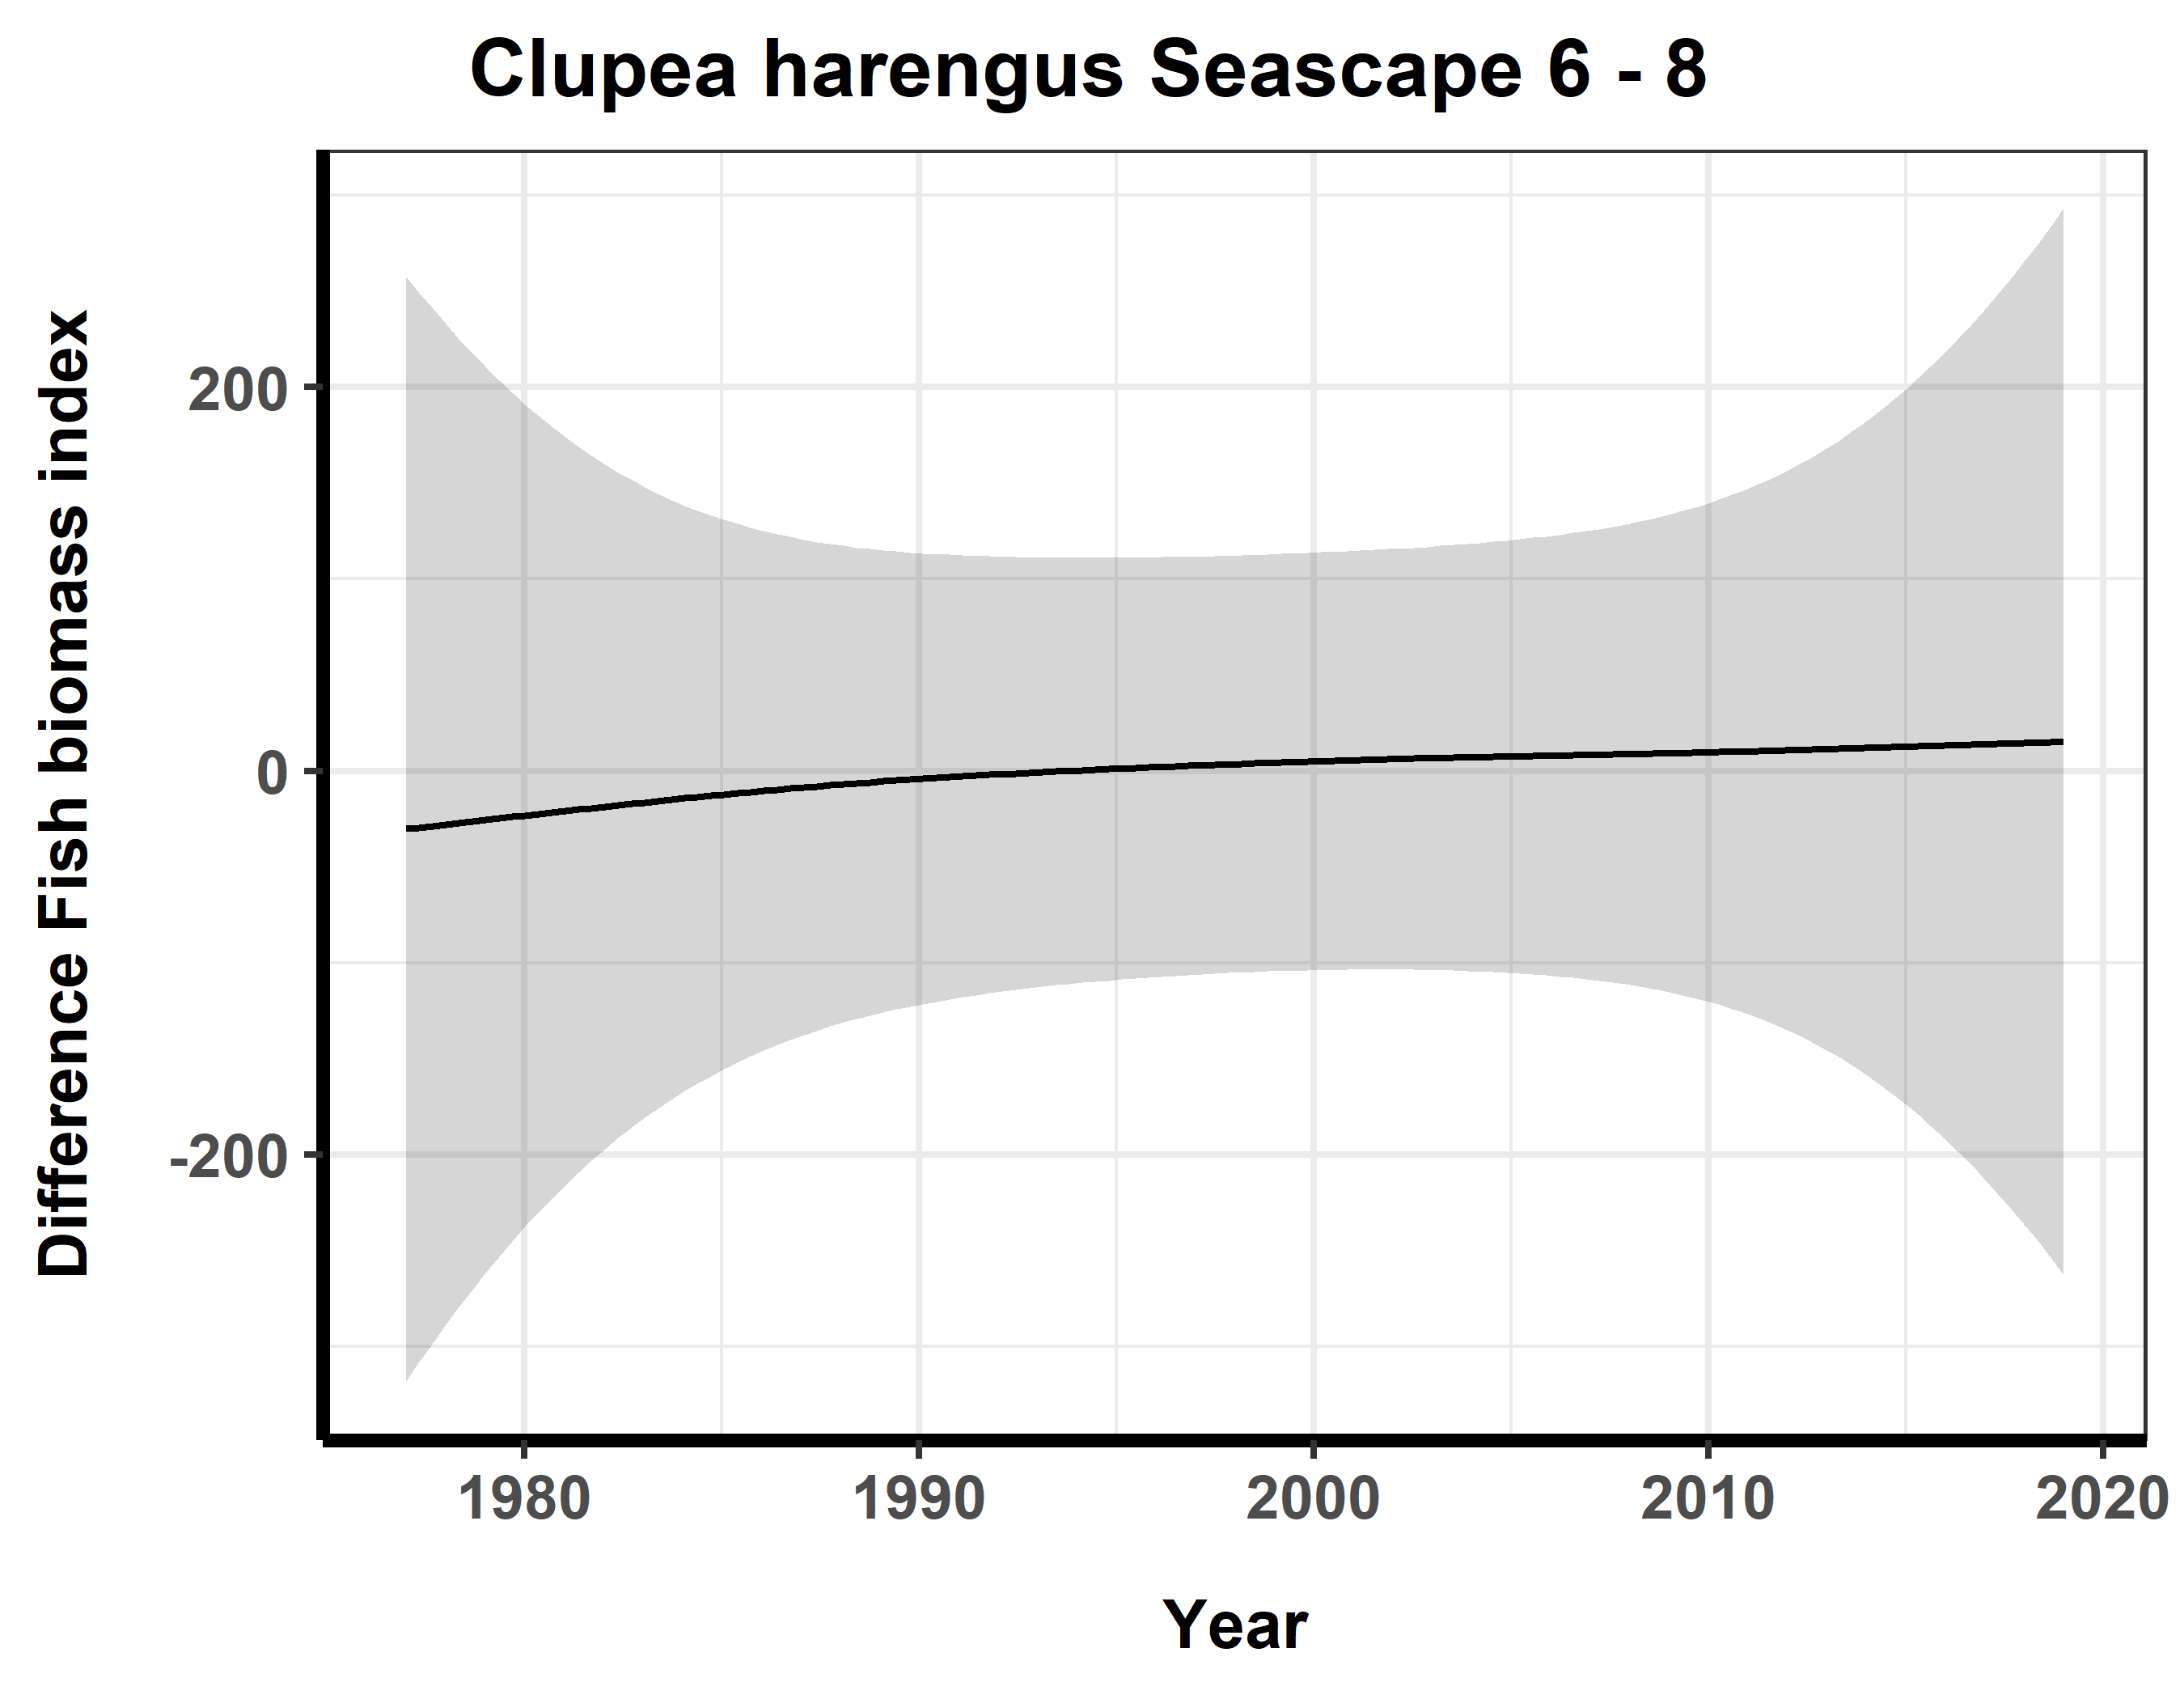 Clupea harengus Seascape 6 - 8
Difference Fish biomass index
200
0
-200
1980 1990 2000 2010 2020
Year